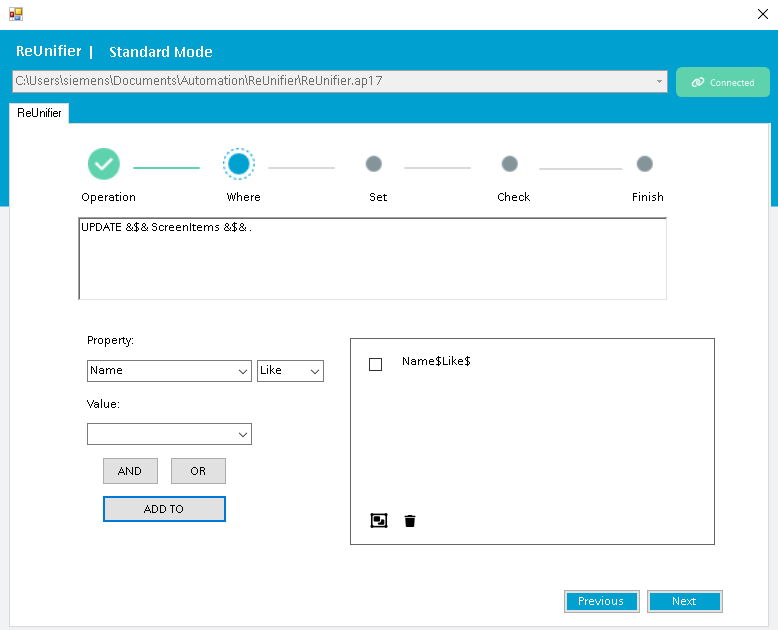 ReUnifier | Standard Mode
C:\Users\siemens\Documents\Automation\ReUnifier\ReUnifier.ap17
Connected
ReUnifier
Operation Where Set Check Finish
UPDATE &$& ScreenItems &$& .
Property:
Name Like
Name$Like$
Value:
AND OR
ADD TO
Previous Next